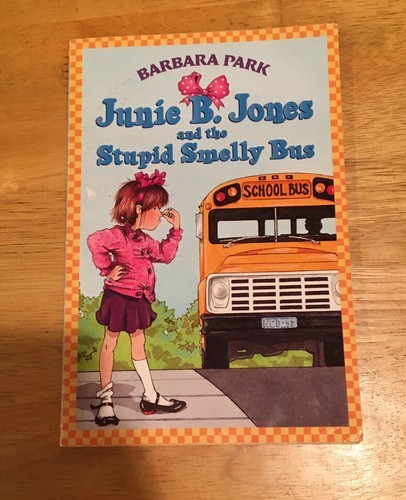 BARBARA PARK
Junie B. Jones
and the
Stupid Smelly Bus
SCHOOL BUS